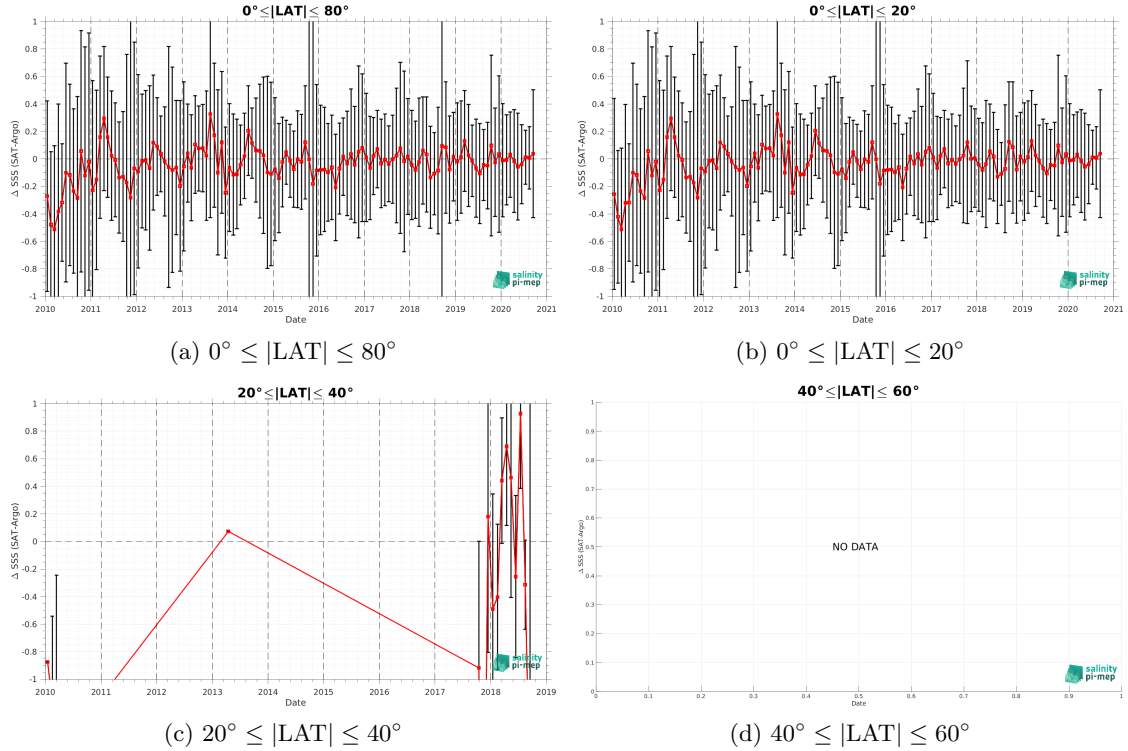 0°≤|LAT|≤ 80°
1
0.8
0.6
0.4
0.2
0
-0.2
-0.4
-0.6
-0.8
-1
Δ SSS (SAT-Argo)
2010 2011 2012 2013 2014 2015 2016 2017 2018 2019 2020 2021
Date
salinity
pi-mep
(a) 0° ≤ |LAT| ≤ 80°
0°≤|LAT|≤ 20°
1
0.8
0.6
0.4
0.2
0
-0.2
-0.4
-0.6
-0.8
-1
Δ SSS (SAT-Argo)
2010 2011 2012 2013 2014 2015 2016 2017 2018 2019 2020 2021
Date
salinity
pi-mep
(b) 0° ≤ |LAT| ≤ 20°
20°≤|LAT|≤ 40°
1
0.8
0.6
0.4
0.2
0
-0.2
-0.4
-0.6
-0.8
-1
Δ SSS (SAT-Argo)
2010 2011 2012 2013 2014 2015 2016 2017 2018 2019
Date
salinity
pi-mep
(c) 20° ≤ |LAT| ≤ 40°
40°≤|LAT|≤ 60°
1
0.9
0.8
0.7
0.6
0.5
0.4
0.3
0.2
0.1
0
Δ SSS (SAT-Argo)
NO DATA
0 0.1 0.2 0.3 0.4 0.5 0.6 0.7 0.8 0.9 1
Date
salinity
pi-mep
(d) 40° ≤ |LAT| ≤ 60°